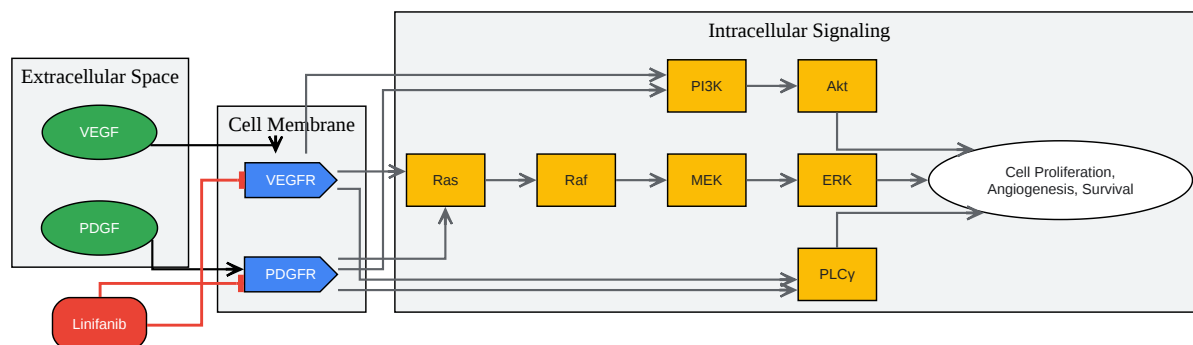 Intracellular Signaling
Extracellular Space
Cell Membrane
VEGF
PDGF
Linifanib
VEGFR
PDGFR
PI3K
Akt
Ras
Raf
MEK
ERK
PLCγ
Cell Proliferation,
Angiogenesis, Survival